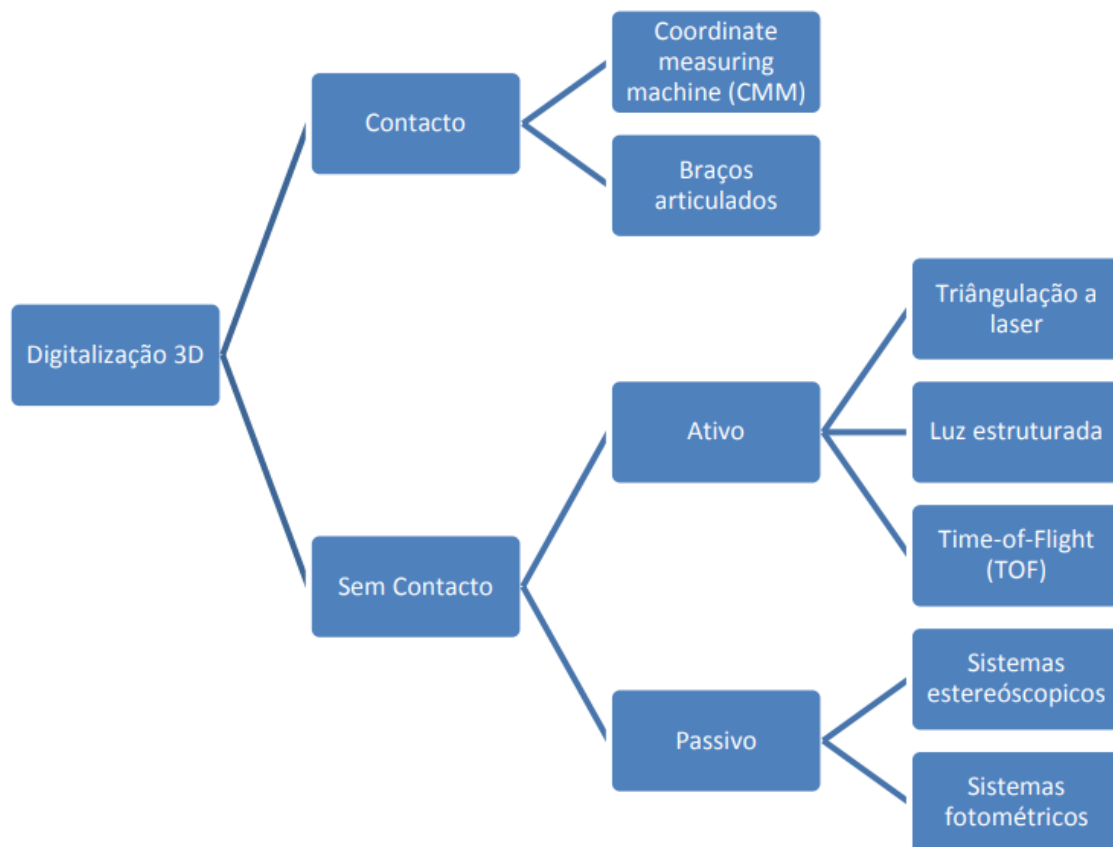 Coordinate
measuring
machine (CMM)
Contacto
Braços
articulados
Triângulação a
laser
Digitalização 3D
Ativo
Luz estruturada
Time-of-Flight
(TOF)
Sem Contacto
Sistemas
estereóscopicos
Passivo
Sistemas
fotométricos